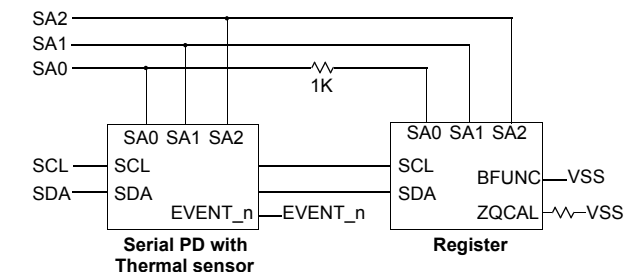 SA2
SA1
SA0
1K
SA0 SA1 SA2
SA0 SA1 SA2
SCL
SCL
SCL
SDA
SDA
SDA
BFUNC
VSS
EVENT_n
EVENT_n
ZQCAL
VSS
Serial PD with
Thermal sensor
Register